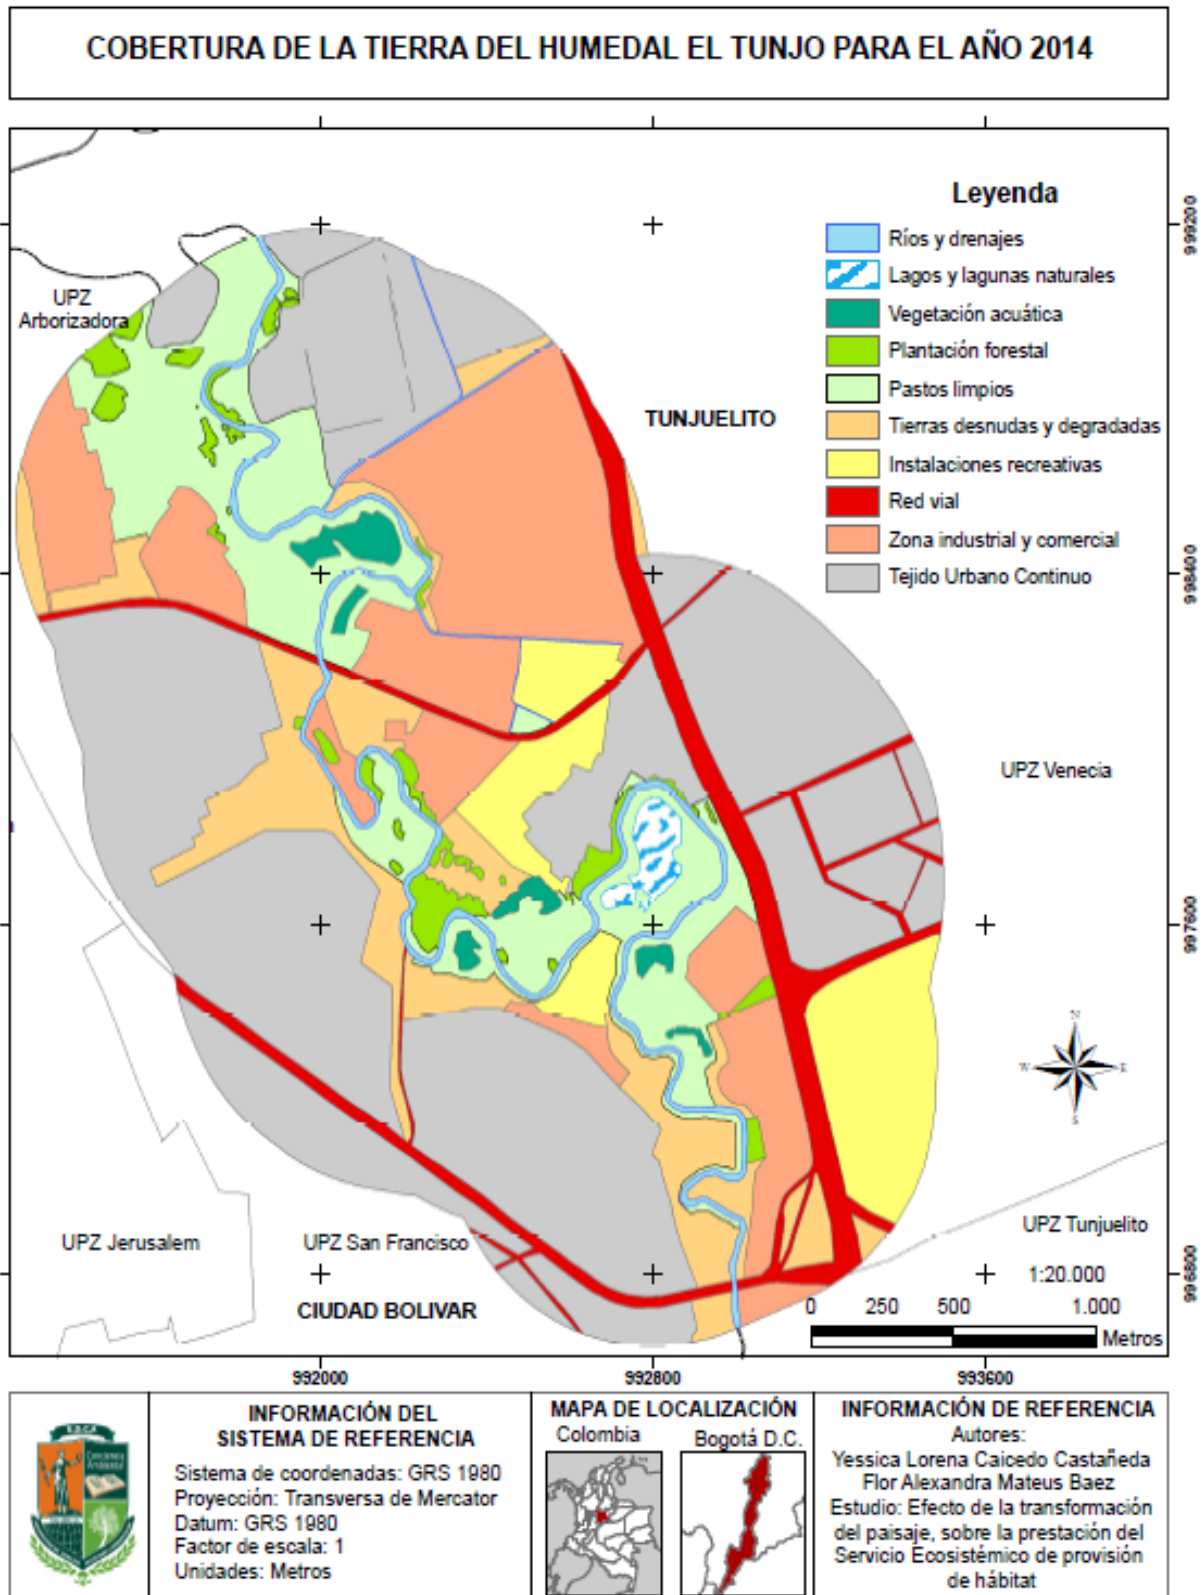 COBERTURA DE LA TIERRA DEL HUMEDAL EL TUNJO PARA EL AÑO 2014
Leyenda
Ríos y drenajes
Lagos y lagunas naturales
Vegetación acuática
Plantación forestal
Pastos limpios
Tierras desnudas y degradadas
Instalaciones recreativas
Red vial
Zona industrial y comercial
Tejido Urbano Continuo
UPZ
Arborizadora
TUNJUELITO
UPZ Venecia
999200
998400
997600
996800
N
W
E
S
UPZ Jerusalem
UPZ San Francisco
CIUDAD BOLIVAR
UPZ Tunjuelito
1:20.000
0 250 500 1.000
Metros
992000 992800 993600
INFORMACIÓN DEL
SISTEMA DE REFERENCIA
Sistema de coordenadas: GRS 1980
Proyección: Transversa de Mercator
Datum: GRS 1980
Factor de escala: 1
Unidades: Metros
MAPA DE LOCALIZACIÓN
Colombia
Bogotá D.C.
INFORMACIÓN DE REFERENCIA
Autores:
Yessica Lorena Caicedo Castañeda
Flor Alexandra Mateus Baez
Estudio: Efecto de la transformación
del paisaje, sobre la prestación del
Servicio Ecosistémico de provisión
de hábitat